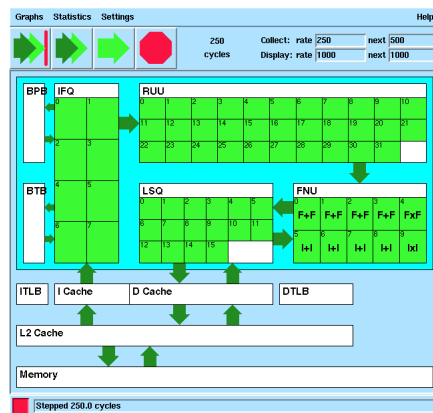 Graphs Statistics Settings Help
250 cycles
Collect: rate 250 next 500
Display: rate 1000 next 1000
BPB IFQ RUU
0 1 0 1 2 3 4 5 6 7 8 9 10
11 12 13 14 15 16 17 18 19 20 21
2 3 22 23 24 25 26 27 28 29 30 31
BTB 4 5 LSQ FNU
0 1 2 3 4 5 0 1 2 3 4
F+F F+F F+F F+F FxF
6 7 6 7 8 9 10 11 5 6 7 8 9
I+I I+I I+I I+I IxI
12 13 14 15
ITLB I Cache D Cache DTLB
L2 Cache
Memory
Stepped 250.0 cycles